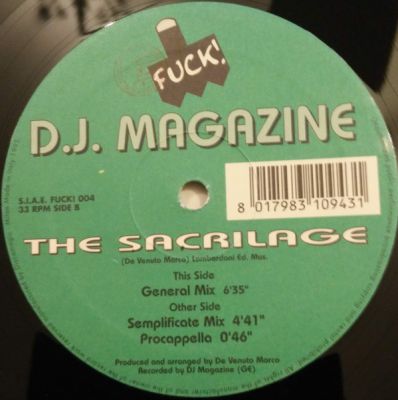 FUCK!
D.J. MAGAZINE
S.I.A.E. FUCK! 004
33 RPM SIDE B
8 017983 109431
THE SACRILAGE
(De Venuto Marco) Lombardoni Ed. Mus.
This Side
General Mix 6'35"
Other Side
Semplificate Mix 4'41"
Procappella 0'46"
Produced and arranged by De Venuto Marco
Recorded by DJ Magazine (GE)